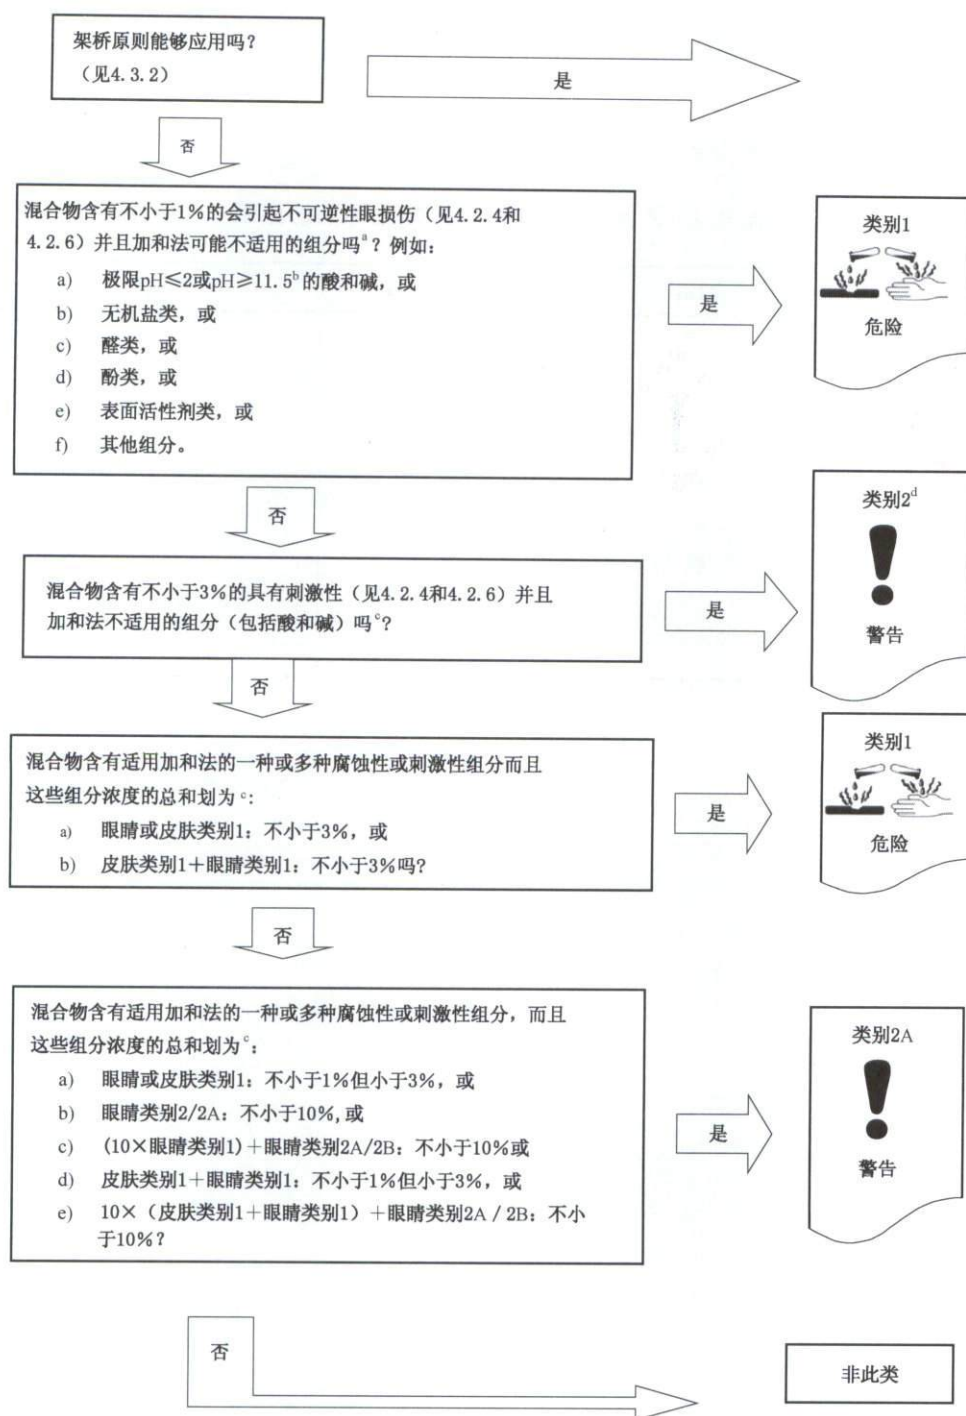 架桥原则能够应用吗?
(见4.3.2)
是
否
混合物含有不小于1%的会引起不可逆性眼损伤(见4.2.4和
4.2.6)并且加和法可能不适用的组分吗ᵃ?例如:
a) 极限pH≤2或pH≥11.5ᵇ的酸和碱,或
b) 无机盐类,或
c) 醛类,或
d) 酚类,或
e) 表面活性剂类,或
f) 其他组分。
是
类别1
危险
否
混合物含有不小于3%的具有刺激性(见4.2.4和4.2.6)并且
加和法不适用的组分(包括酸和碱)吗ᶜ?
是
类别2ᵈ
警告
否
混合物含有适用加和法的一种或多种腐蚀性或刺激性组分而且
这些组分浓度的总和划为ᶜ:
a) 眼睛或皮肤类别1:不小于3%,或
b) 皮肤类别1+眼睛类别1:不小于3%吗?
是
类别1
危险
否
混合物含有适用加和法的一种或多种腐蚀性或刺激性组分,而且
这些组分浓度的总和划为ᶜ:
a) 眼睛或皮肤类别1:不小于1%但小于3%,或
b) 眼睛类别2/2A:不小于10%,或
c) (10×眼睛类别1)+眼睛类别2A/2B:不小于10%或
d) 皮肤类别1+眼睛类别1:不小于1%但小于3%,或
e) 10×(皮肤类别1+眼睛类别1)+眼睛类别2A/2B:不小
于10%?
是
类别2A
警告
否
非此类